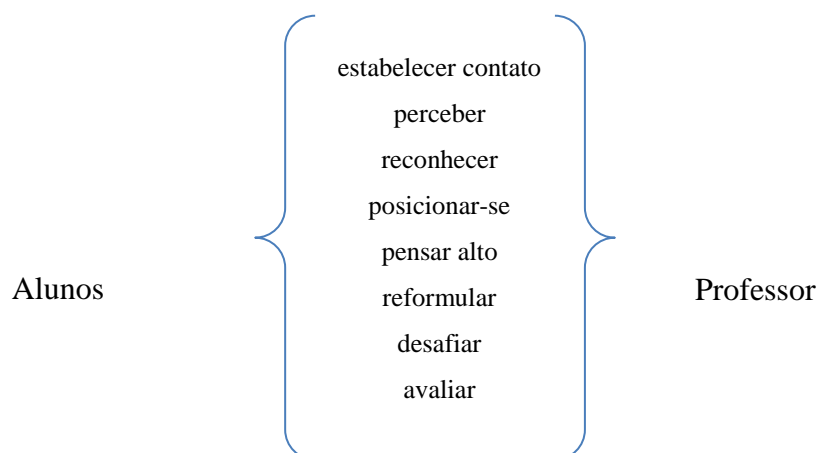 estabelecer contato
perceber
reconhecer
posicionar-se
pensar alto
Alunos
reformular
Professor
desafiar
avaliar